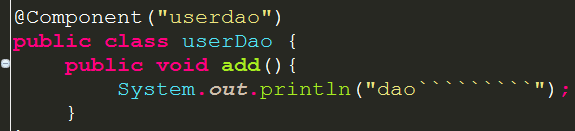 @Component("userdao")
public class userDao {
    public void add(){
        System.out.println("dao`````````");
    }